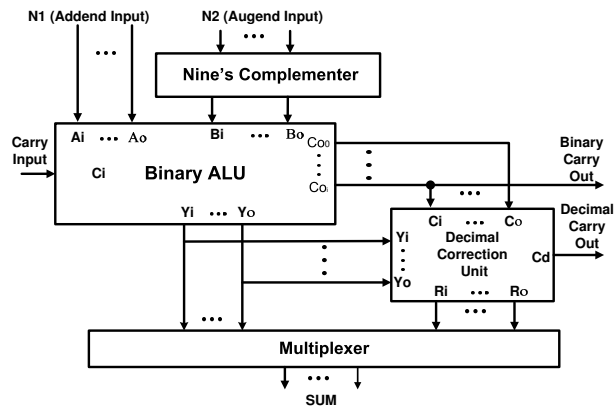 N1 (Addend Input) N2 (Augend Input)
Nine's Complementer
Ai ••• Ao Bi ••• Bo Co0
Carry Input
Ci
Binary ALU
Coi
Yi ••• Yo
Binary Carry Out
Ci ••• Co
Yi
Decimal Correction Unit
Cd
Decimal Carry Out
Yo
Ri ••• Ro
Multiplexer
SUM